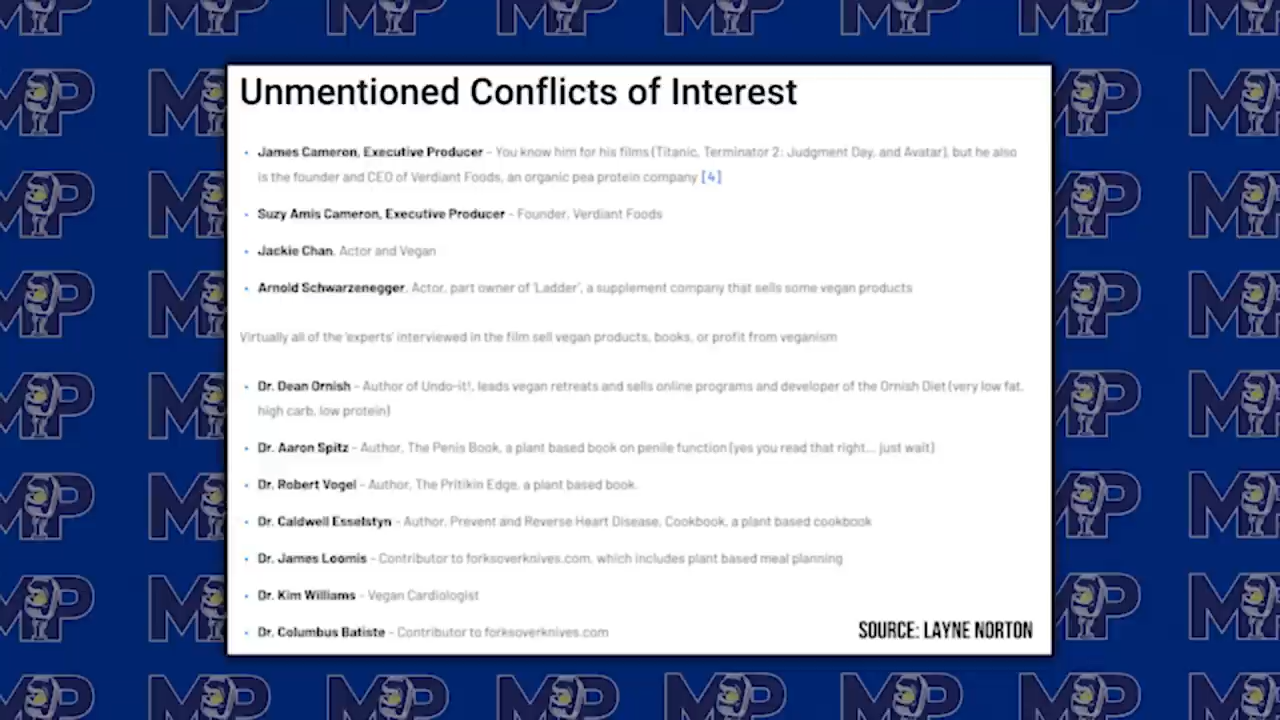 Unmentioned Conflicts of Interest
• James Cameron, Executive Producer – You know him for his films (Titanic, Terminator 2: Judgment Day, and Avatar), but he also
is the founder and CEO of Verdiant Foods, an organic pea protein company [4]
• Suzy Amis Cameron, Executive Producer – Founder, Verdiant Foods
• Jackie Chan, Actor and Vegan
• Arnold Schwarzenegger, Actor, part owner of 'Ladder', a supplement company that sells some vegan products
Virtually all of the 'experts' interviewed in the film sell vegan products, books, or profit from veganism
• Dr. Dean Ornish – Author of Undo-it!, leads vegan retreats and sells online programs and developer of the Ornish Diet (very low fat,
high carb, low protein)
• Dr. Aaron Spitz – Author, The Penis Book, a plant based book on penile function (yes you read that right... just wait)
• Dr. Robert Vogel – Author, The Pritikin Edge, a plant based book.
• Dr. Caldwell Esselstyn – Author, Prevent and Reverse Heart Disease, Cookbook, a plant based cookbook
• Dr. James Loomis – Contributor to forksoverknives.com, which includes plant based meal planning
• Dr. Kim Williams – Vegan Cardiologist
• Dr. Columbus Batiste – Contributor to forksoverknives.com
SOURCE: LAYNE NORTON
MP